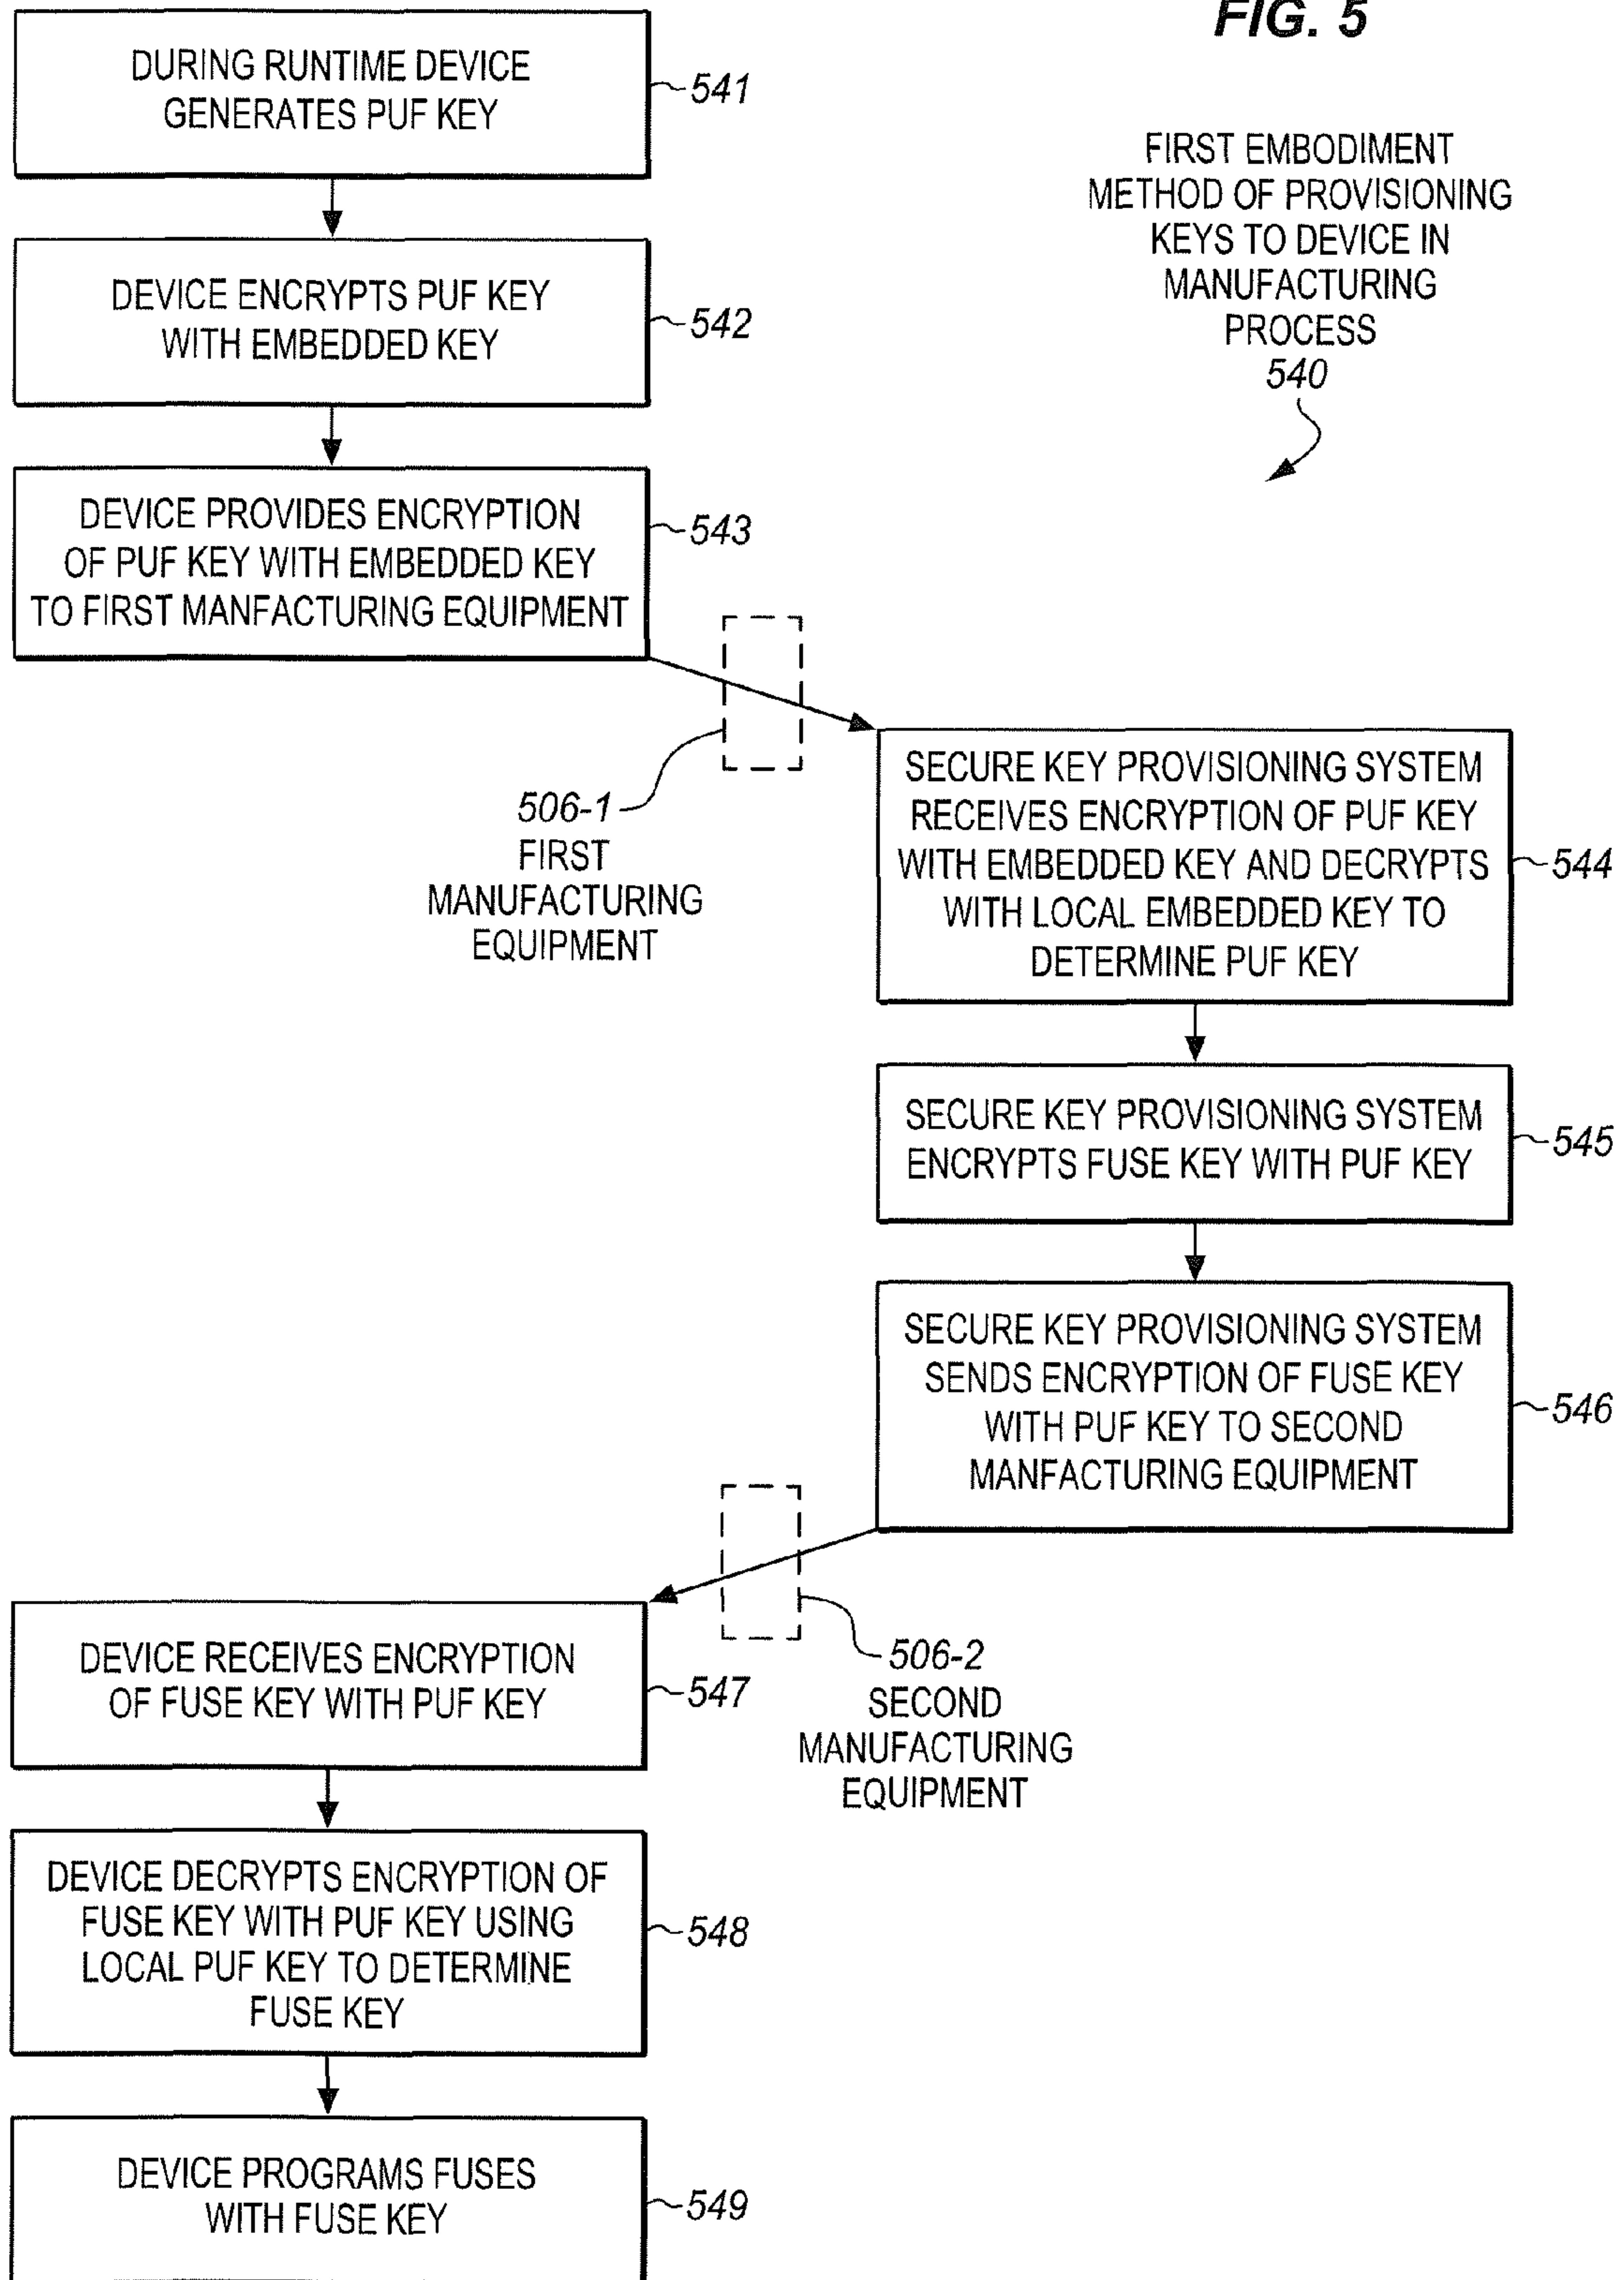 FIG. 5
FIRST EMBODIMENT
METHOD OF PROVISIONING
KEYS TO DEVICE IN
MANUFACTURING
PROCESS
540
DURING RUNTIME DEVICE
GENERATES PUF KEY
541
DEVICE ENCRYPTS PUF KEY
WITH EMBEDDED KEY
542
DEVICE PROVIDES ENCRYPTION
OF PUF KEY WITH EMBEDDED KEY
TO FIRST MANFACTURING EQUIPMENT
543
506-1
FIRST
MANUFACTURING
EQUIPMENT
SECURE KEY PROVISIONING SYSTEM
RECEIVES ENCRYPTION OF PUF KEY
WITH EMBEDDED KEY AND DECRYPTS
WITH LOCAL EMBEDDED KEY TO
DETERMINE PUF KEY
544
SECURE KEY PROVISIONING SYSTEM
ENCRYPTS FUSE KEY WITH PUF KEY
545
SECURE KEY PROVISIONING SYSTEM
SENDS ENCRYPTION OF FUSE KEY
WITH PUF KEY TO SECOND
MANFACTURING EQUIPMENT
546
506-2
SECOND
MANUFACTURING
EQUIPMENT
DEVICE RECEIVES ENCRYPTION
OF FUSE KEY WITH PUF KEY
547
DEVICE DECRYPTS ENCRYPTION OF
FUSE KEY WITH PUF KEY USING
LOCAL PUF KEY TO DETERMINE
FUSE KEY
548
DEVICE PROGRAMS FUSES
WITH FUSE KEY
549